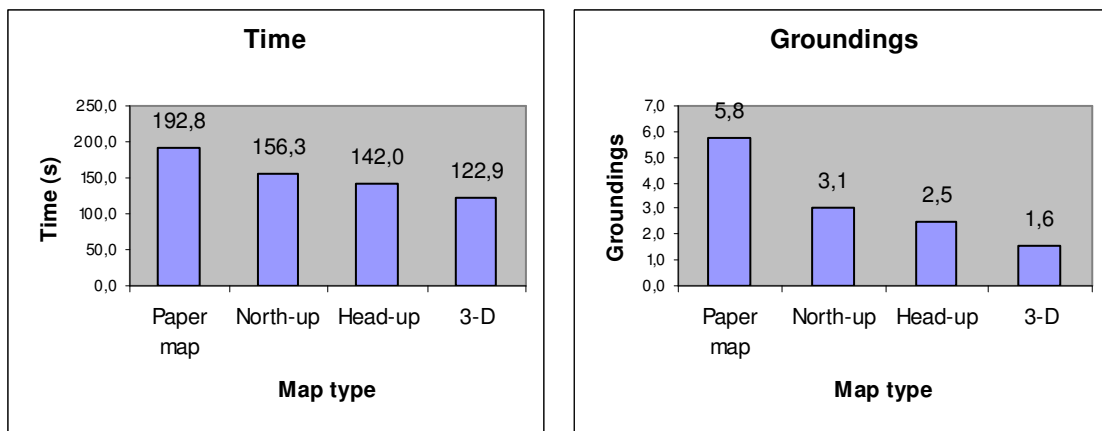 Time
Time (s)
250,0
200,0
150,0
100,0
50,0
0,0
192,8
156,3
142,0
122,9
Paper
map
North-up
Head-up
3-D
Map type
Groundings
Groundings
7,0
6,0
5,0
4,0
3,0
2,0
1,0
0,0
5,8
3,1
2,5
1,6
Paper
map
North-up
Head-up
3-D
Map type